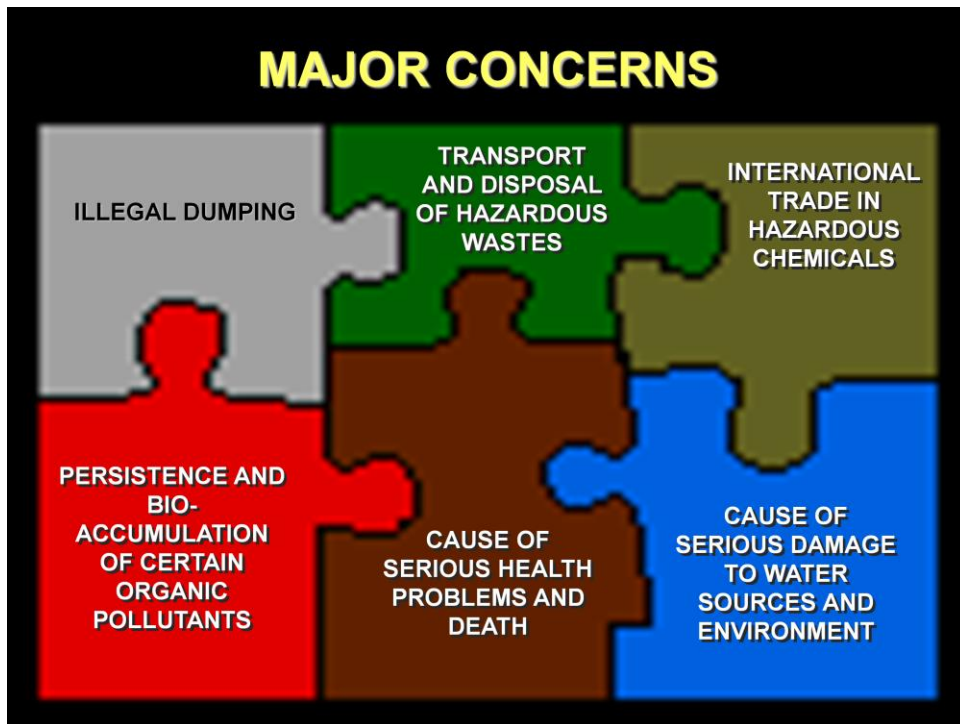 MAJOR CONCERNS
ILLEGAL DUMPING
TRANSPORT
AND DISPOSAL
OF HAZARDOUS
WASTES
INTERNATIONAL
TRADE IN
HAZARDOUS
CHEMICALS
PERSISTENCE AND
BIO-
ACCUMULATION
OF CERTAIN
ORGANIC
POLLUTANTS
CAUSE OF
SERIOUS HEALTH
PROBLEMS AND
DEATH
CAUSE OF
SERIOUS DAMAGE
TO WATER
SOURCES AND
ENVIRONMENT